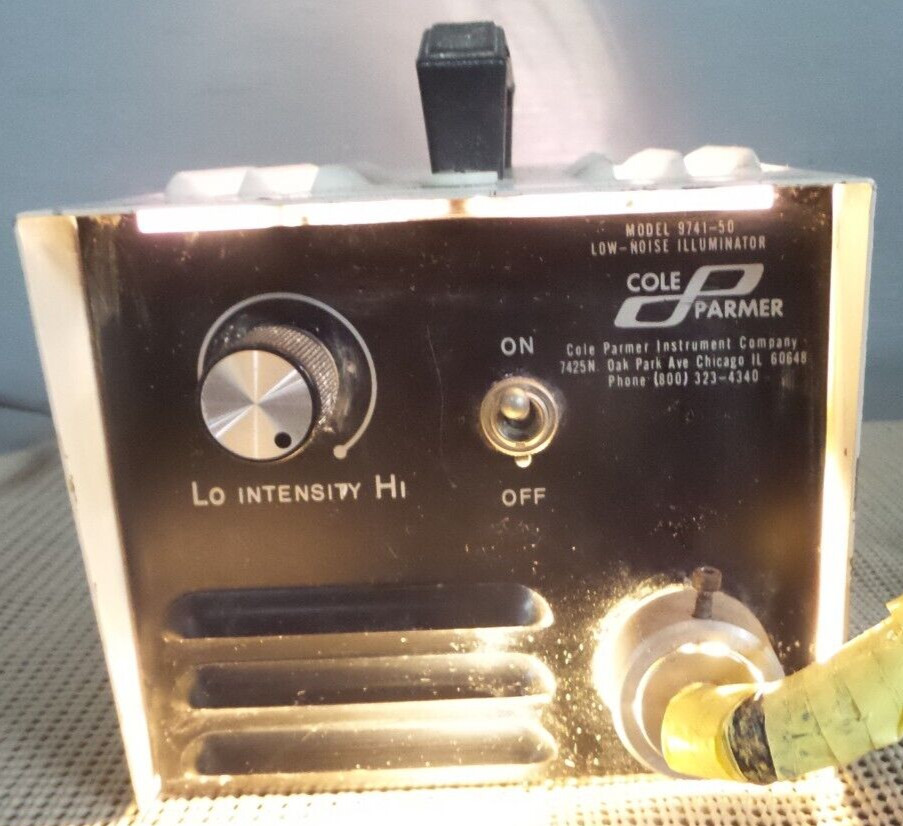 MODEL 9741-50
LOW-NOISE ILLUMINATOR
COLE
PARMER
Cole Parmer Instrument Company
7425N. Oak Park Ave Chicago IL 60648
Phone (800) 323-4340
ON
OFF
LO INTENSITY HI